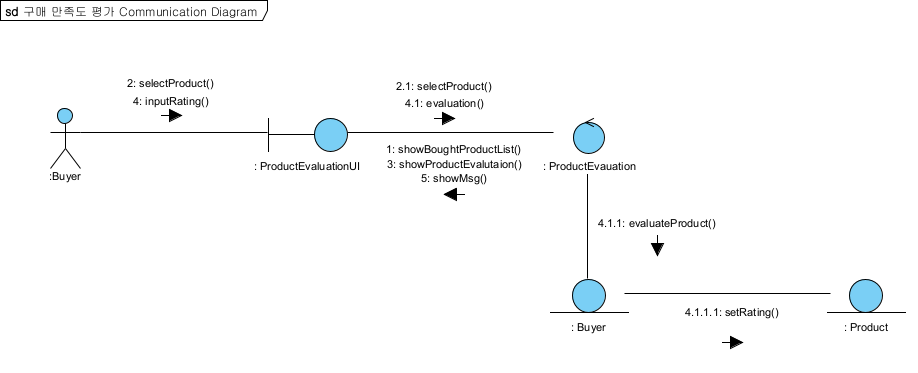 sd 구매 만족도 평가 Communication Diagram
2: selectProduct()
4: inputRating()
2.1: selectProduct()
4.1: evaluation()
1: showBoughtProductList()
3: showProductEvalutaion()
5: showMsg()
:Buyer
: ProductEvaluationUI
: ProductEvauation
4.1.1: evaluateProduct()
4.1.1.1: setRating()
: Buyer
: Product